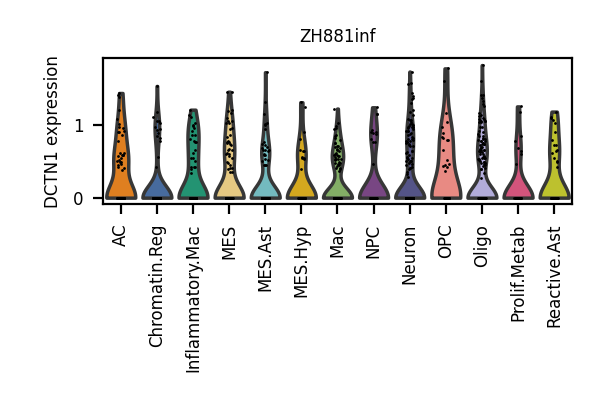 ZH881inf
DCTN1 expression
1
0
AC
Chromatin.Reg
Inflammatory.Mac
MES
MES.Ast
MES.Hyp
Mac
NPC
Neuron
OPC
Oligo
Prolif.Metab
Reactive.Ast